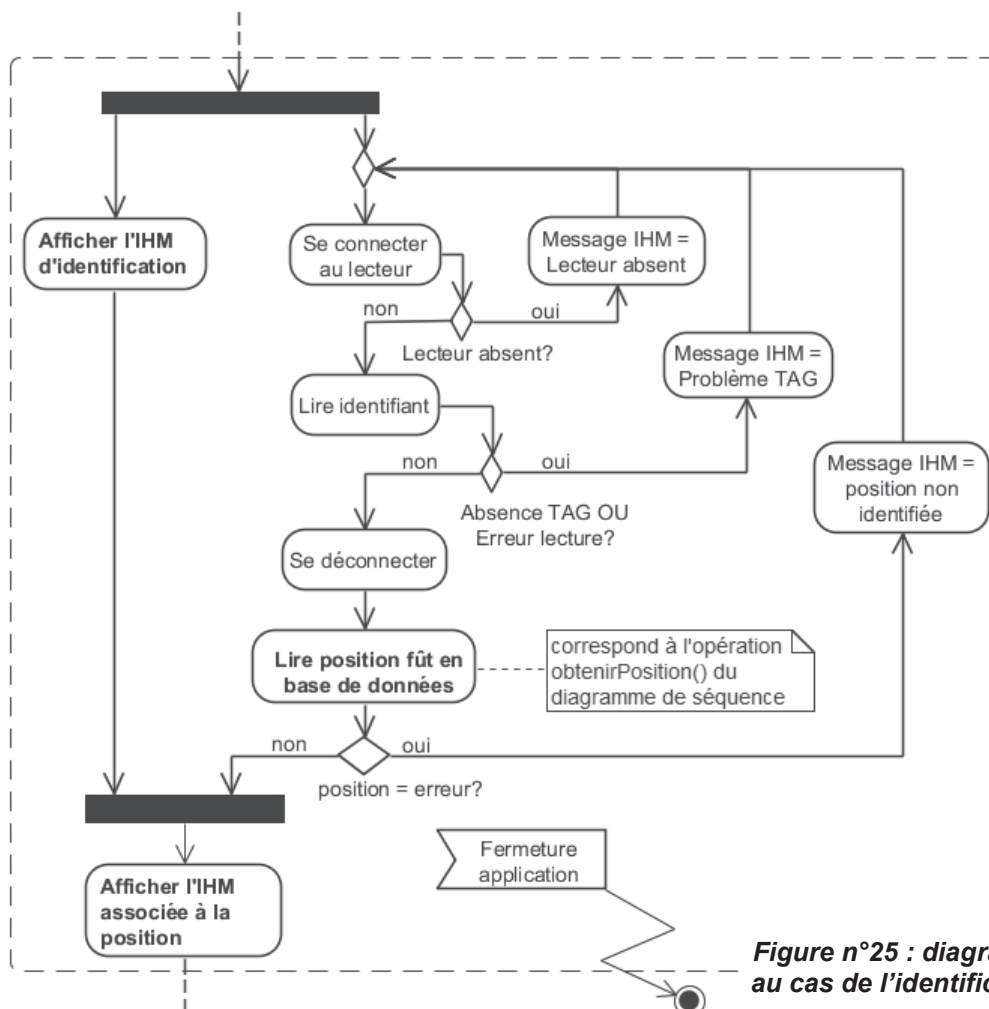 Afficher l'IHM
d'identification
Se connecter
au lecteur
Message IHM =
Lecteur absent
non
oui
Lecteur absent?
Message IHM =
Problème TAG
Lire identifiant
non
oui
Absence TAG OU
Erreur lecture?
Message IHM =
position non
identifiée
Se déconnecter
Lire position fût en
base de données
correspond à l'opération
obtenirPosition() du
diagramme de séquence
non
oui
position = erreur?
Afficher l'IHM
associée à la
position
Fermeture
application
Figure n°25 : diagra
au cas de l'identific